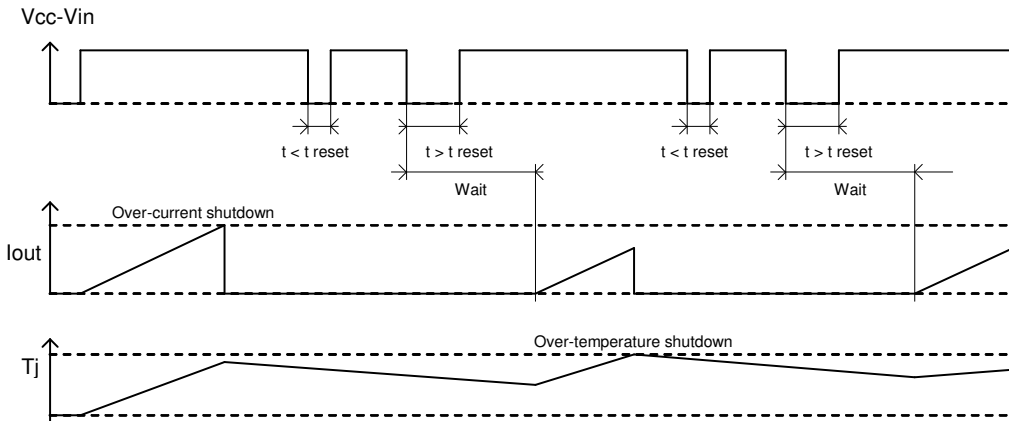 Vcc-Vin
t < t reset
t > t reset
t < t reset
t > t reset
Wait
Wait
Over-current shutdown
Iout
Over-temperature shutdown
Tj